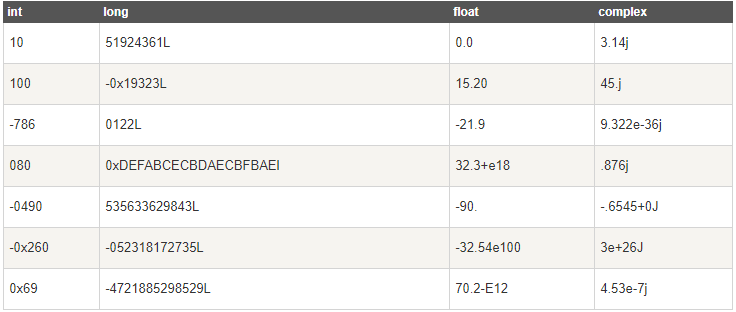 int long float complex
10 51924361L 0.0 3.14j
100 -0x19323L 15.20 45.j
-786 0122L -21.9 9.322e-36j
080 0xDEFABCECBDAECBFBAEl 32.3+e18 .876j
-0490 535633629843L -90. -.6545+0J
-0x260 -052318172735L -32.54e100 3e+26J
0x69 -4721885298529L 70.2-E12 4.53e-7j